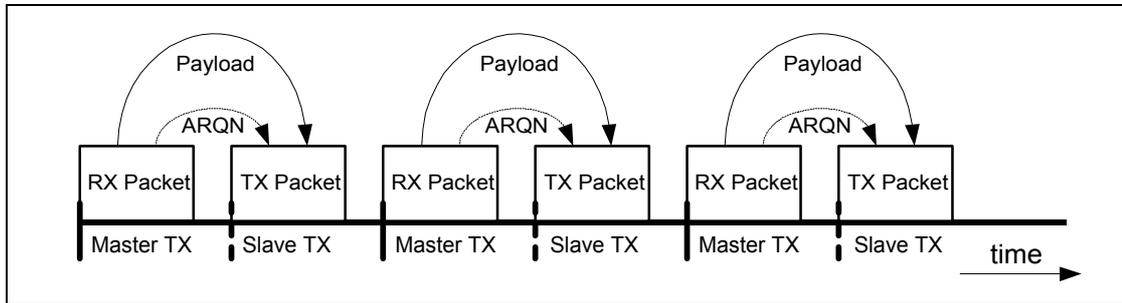 Payload Payload Payload
ARQN ARQN ARQN
RX Packet TX Packet RX Packet TX Packet RX Packet TX Packet
Master TX Slave TX Master TX Slave TX Master TX Slave TX
time